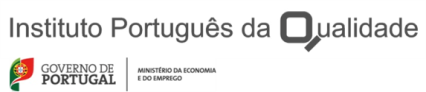 Instituto Português da Qualidade
GOVERNO DE
PORTUGAL
MINISTÉRIO DA ECONOMIA
E DO EMPREGO